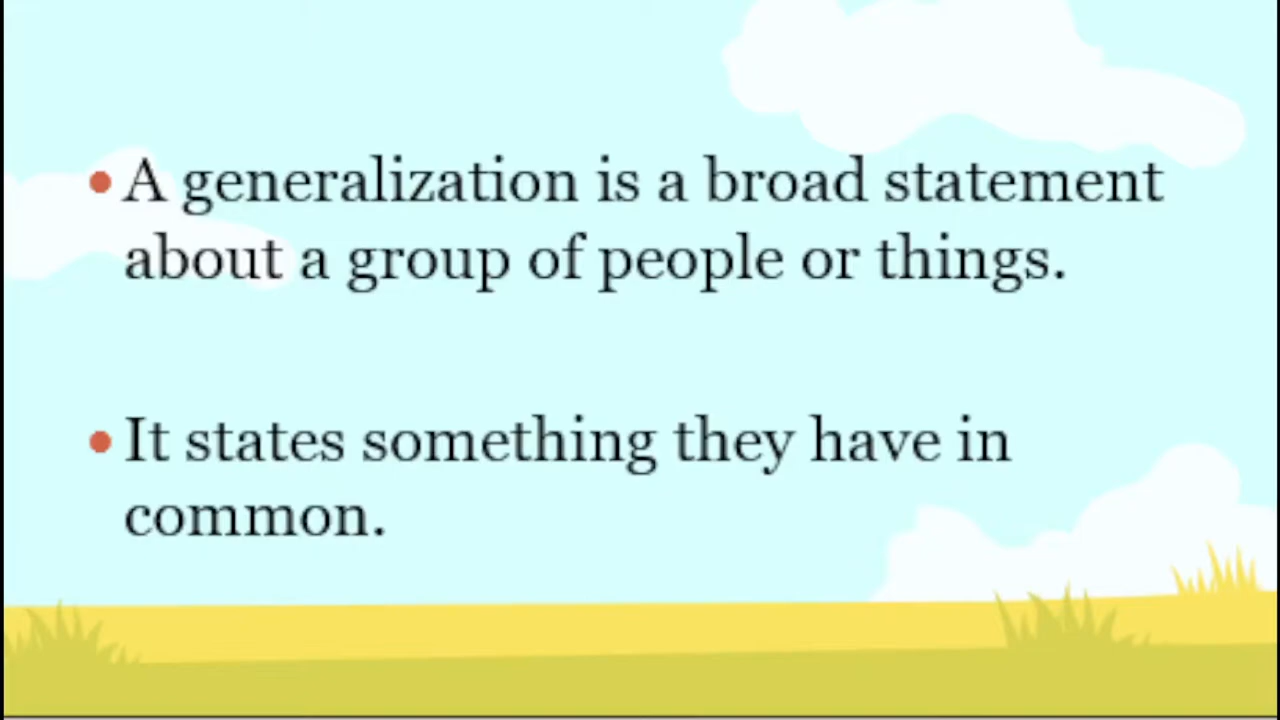 • A generalization is a broad statement
about a group of people or things.
• It states something they have in
common.